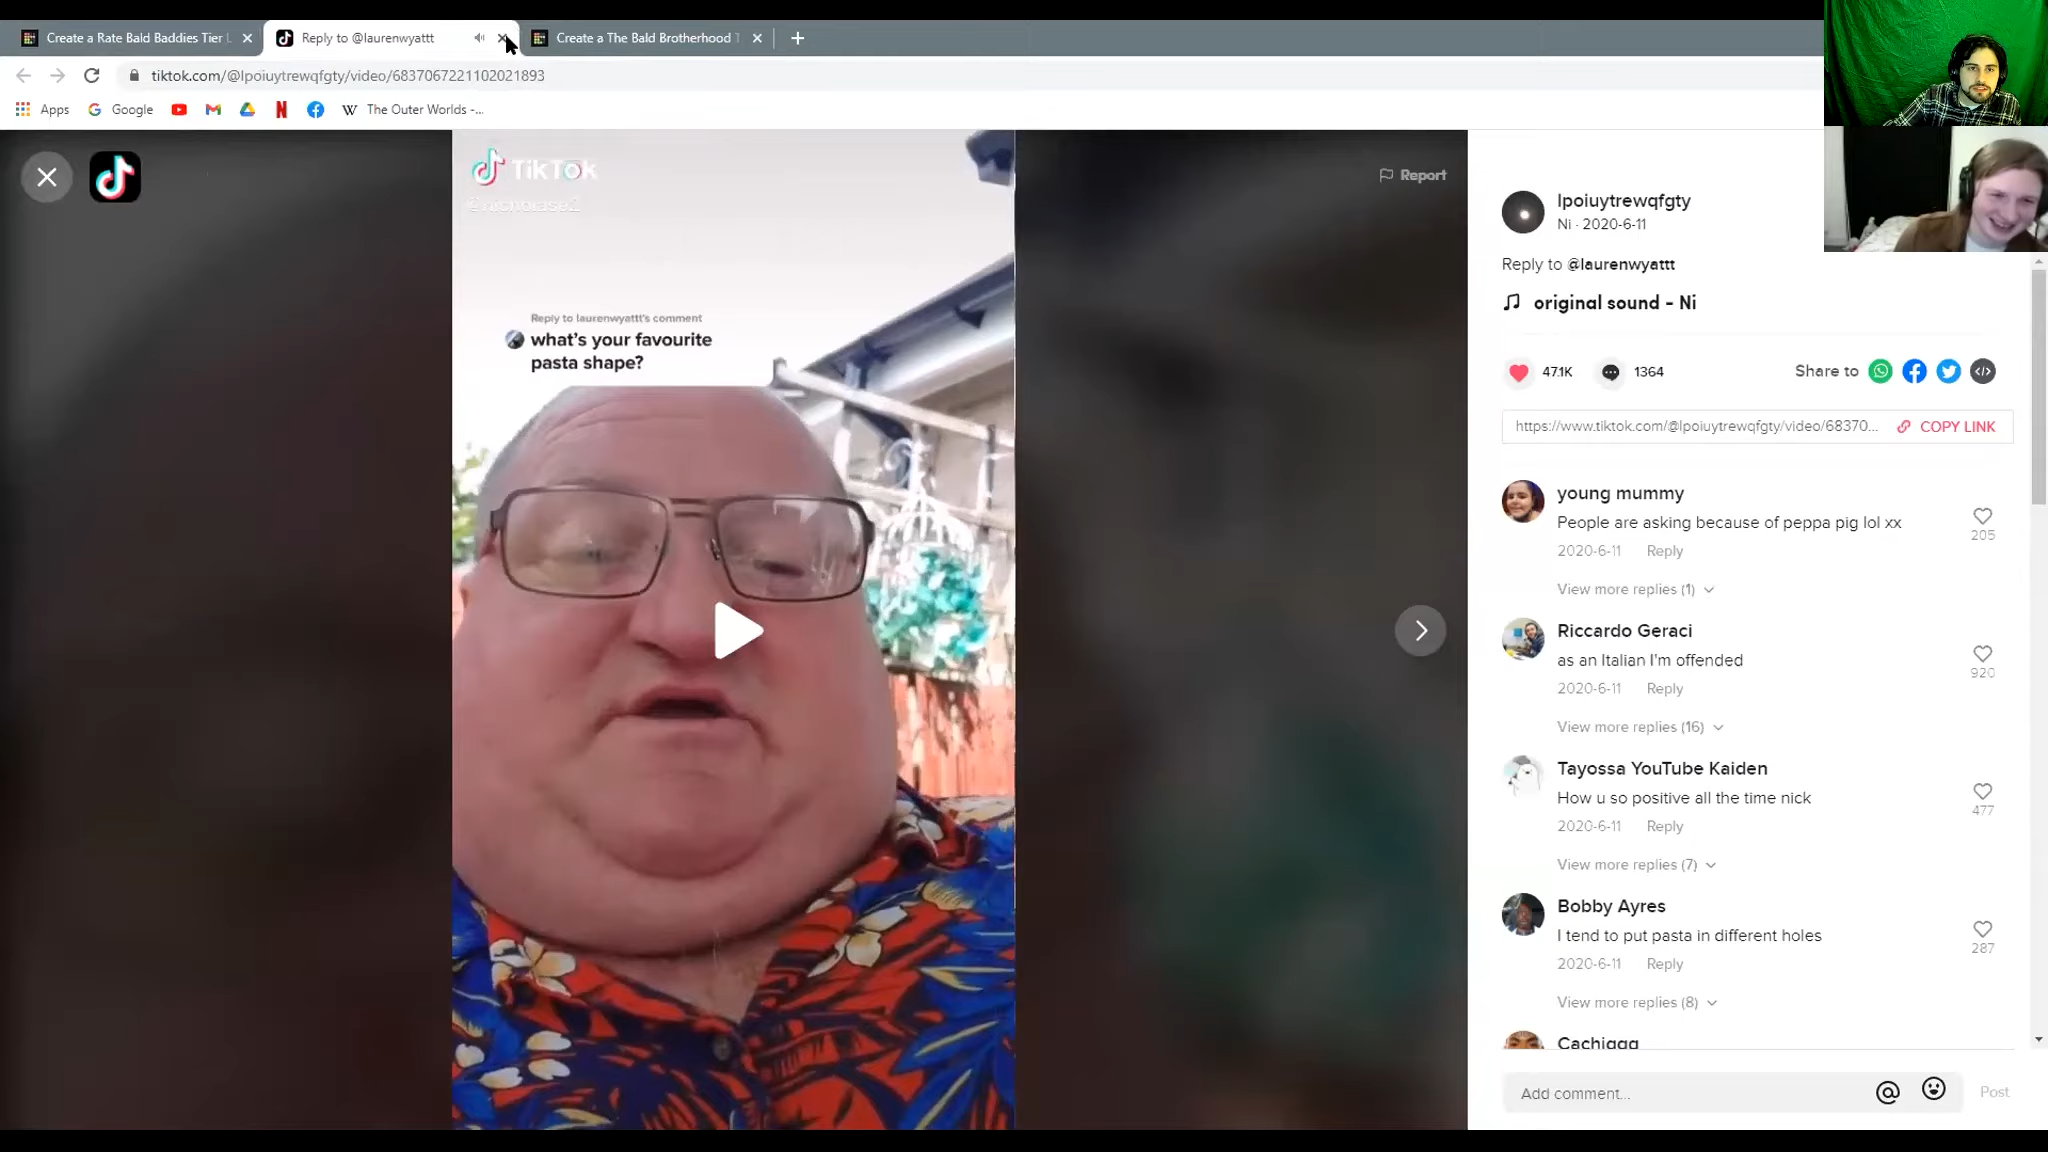 Create a Rate Bald Baddies Tier L
Reply to @laurenwyattt
Create a The Bald Brotherhood T
tiktok.com/@lpoiuytrewqfgty/video/6837067221102021893
Apps
Google
The Outer Worlds -...
TikTok
Report
Reply to laurenwyattt's comment
what's your favourite
pasta shape?
lpoiuytrewqfgty
Ni · 2020-6-11
Reply to @laurenwyattt
original sound - Ni
47.1K
1364
Share to
https://www.tiktok.com/@lpoiuytrewqfgty/video/68370...
COPY LINK
young mummy
People are asking because of peppa pig lol xx
205
2020-6-11 Reply
View more replies (1)
Riccardo Geraci
as an Italian I'm offended
920
2020-6-11 Reply
View more replies (16)
Tayossa YouTube Kaiden
How u so positive all the time nick
477
2020-6-11 Reply
View more replies (7)
Bobby Ayres
I tend to put pasta in different holes
287
2020-6-11 Reply
View more replies (8)
Cachigga
Add comment...
Post